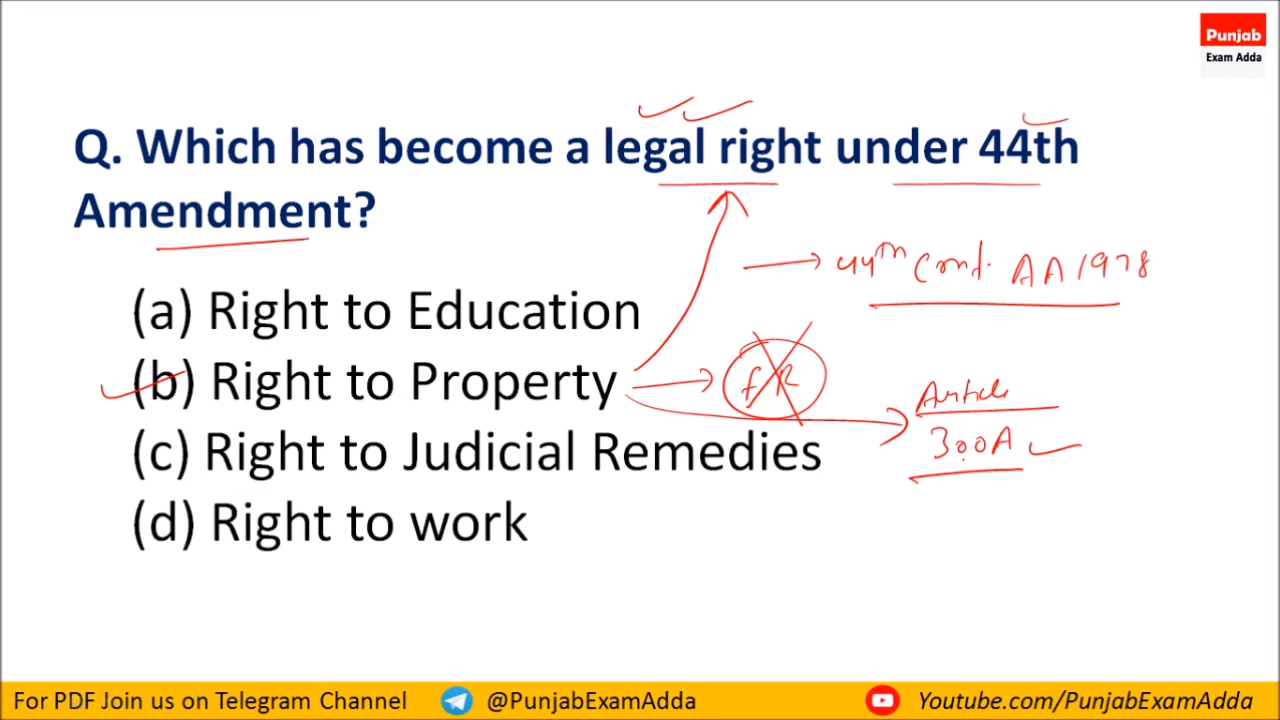 Punjab
Exam Adda
Q. Which has become a legal right under 44th
Amendment?
44th Const. AA 1978
(a) Right to Education
(b) Right to Property
FR
Article
300A
(c) Right to Judicial Remedies
(d) Right to work
For PDF Join us on Telegram Channel @PunjabExamAdda Youtube.com/PunjabExamAdda